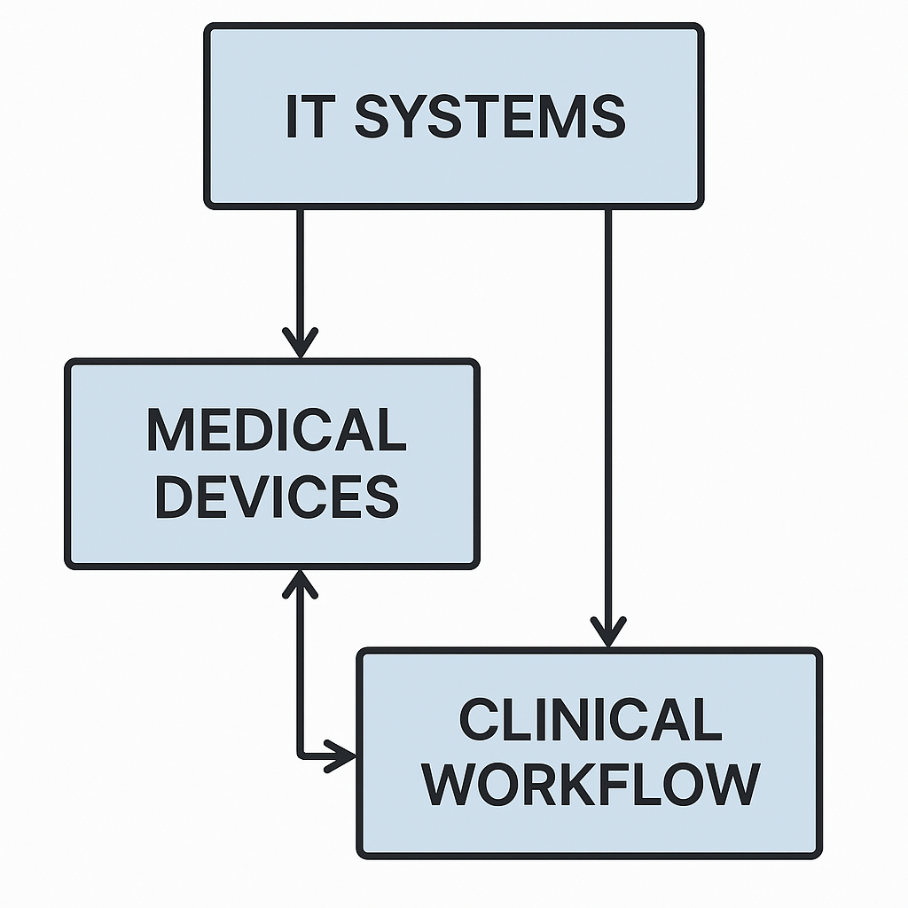 IT SYSTEMS
MEDICAL
DEVICES
CLINICAL
WORKFLOW